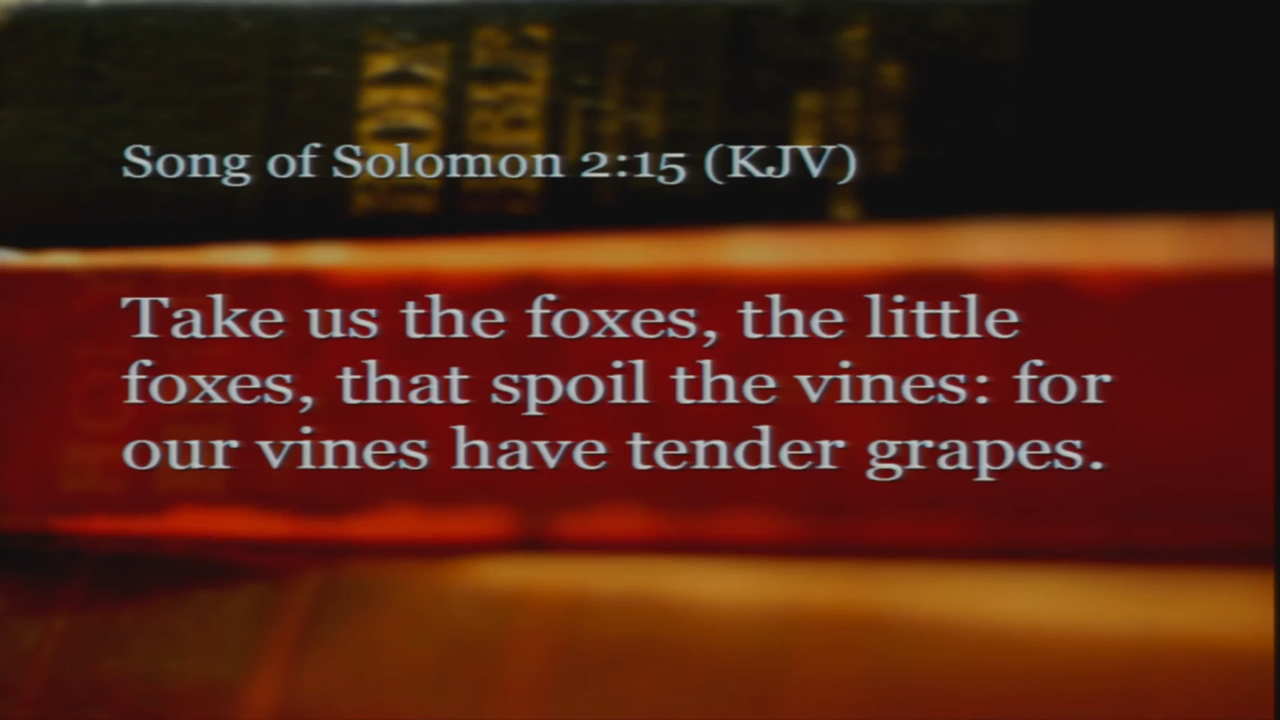 Song of Solomon 2:15 (KJV)
Take us the foxes, the little
foxes, that spoil the vines: for
our vines have tender grapes.